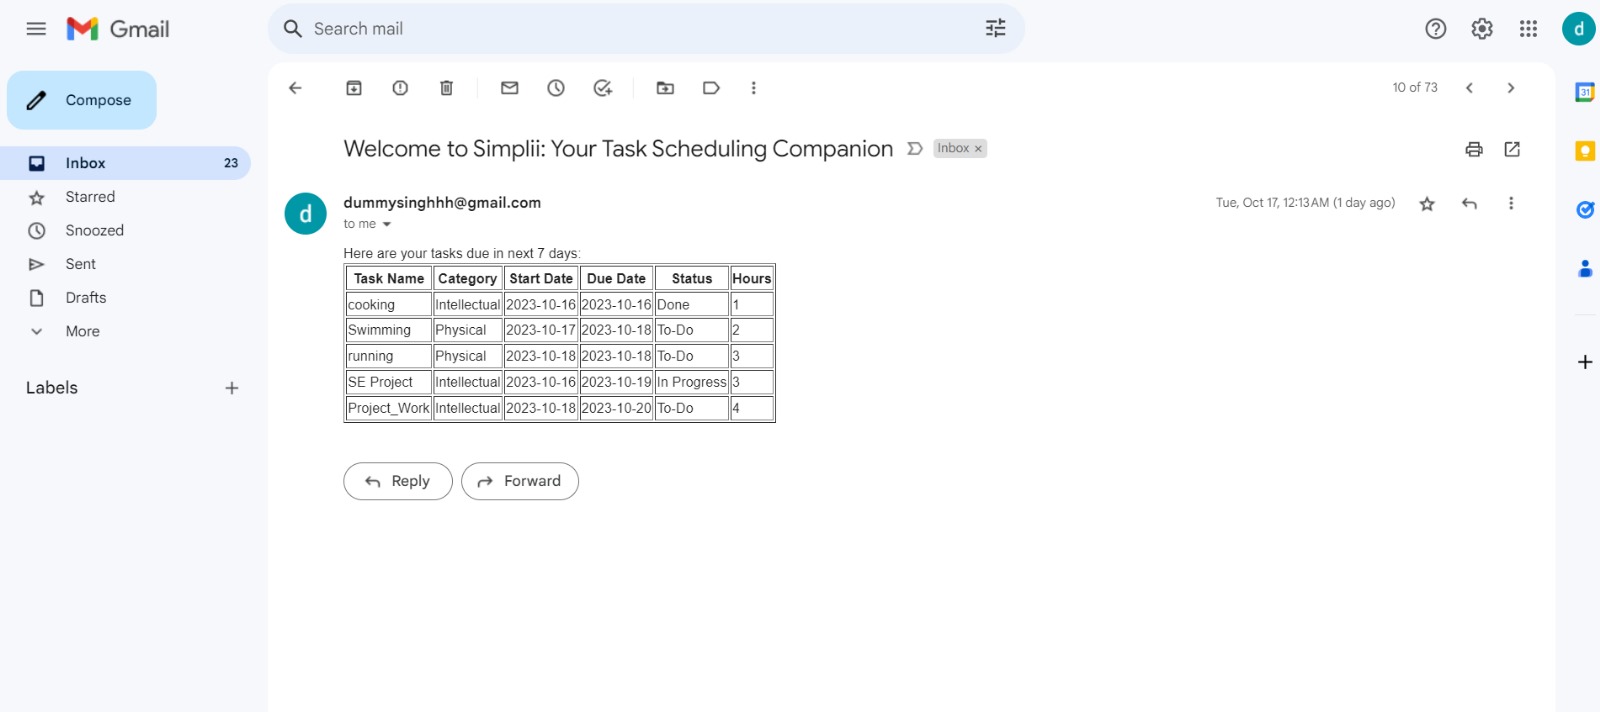 Gmail
Search mail
Compose
Inbox 23
Starred
Snoozed
Sent
Drafts
More
Labels
10 of 73
Welcome to Simplii: Your Task Scheduling Companion Inbox ×
d
dummysinghhh@gmail.com Tue, Oct 17, 12:13 AM (1 day ago)
d
to me
Here are your tasks due in next 7 days:
Task Name Category Start Date Due Date Status Hours
cooking Intellectual 2023-10-16 2023-10-16 Done 1
Swimming Physical 2023-10-17 2023-10-18 To-Do 2
running Physical 2023-10-18 2023-10-18 To-Do 3
SE Project Intellectual 2023-10-16 2023-10-19 In Progress 3
Project_Work Intellectual 2023-10-18 2023-10-20 To-Do 4
Reply Forward
31